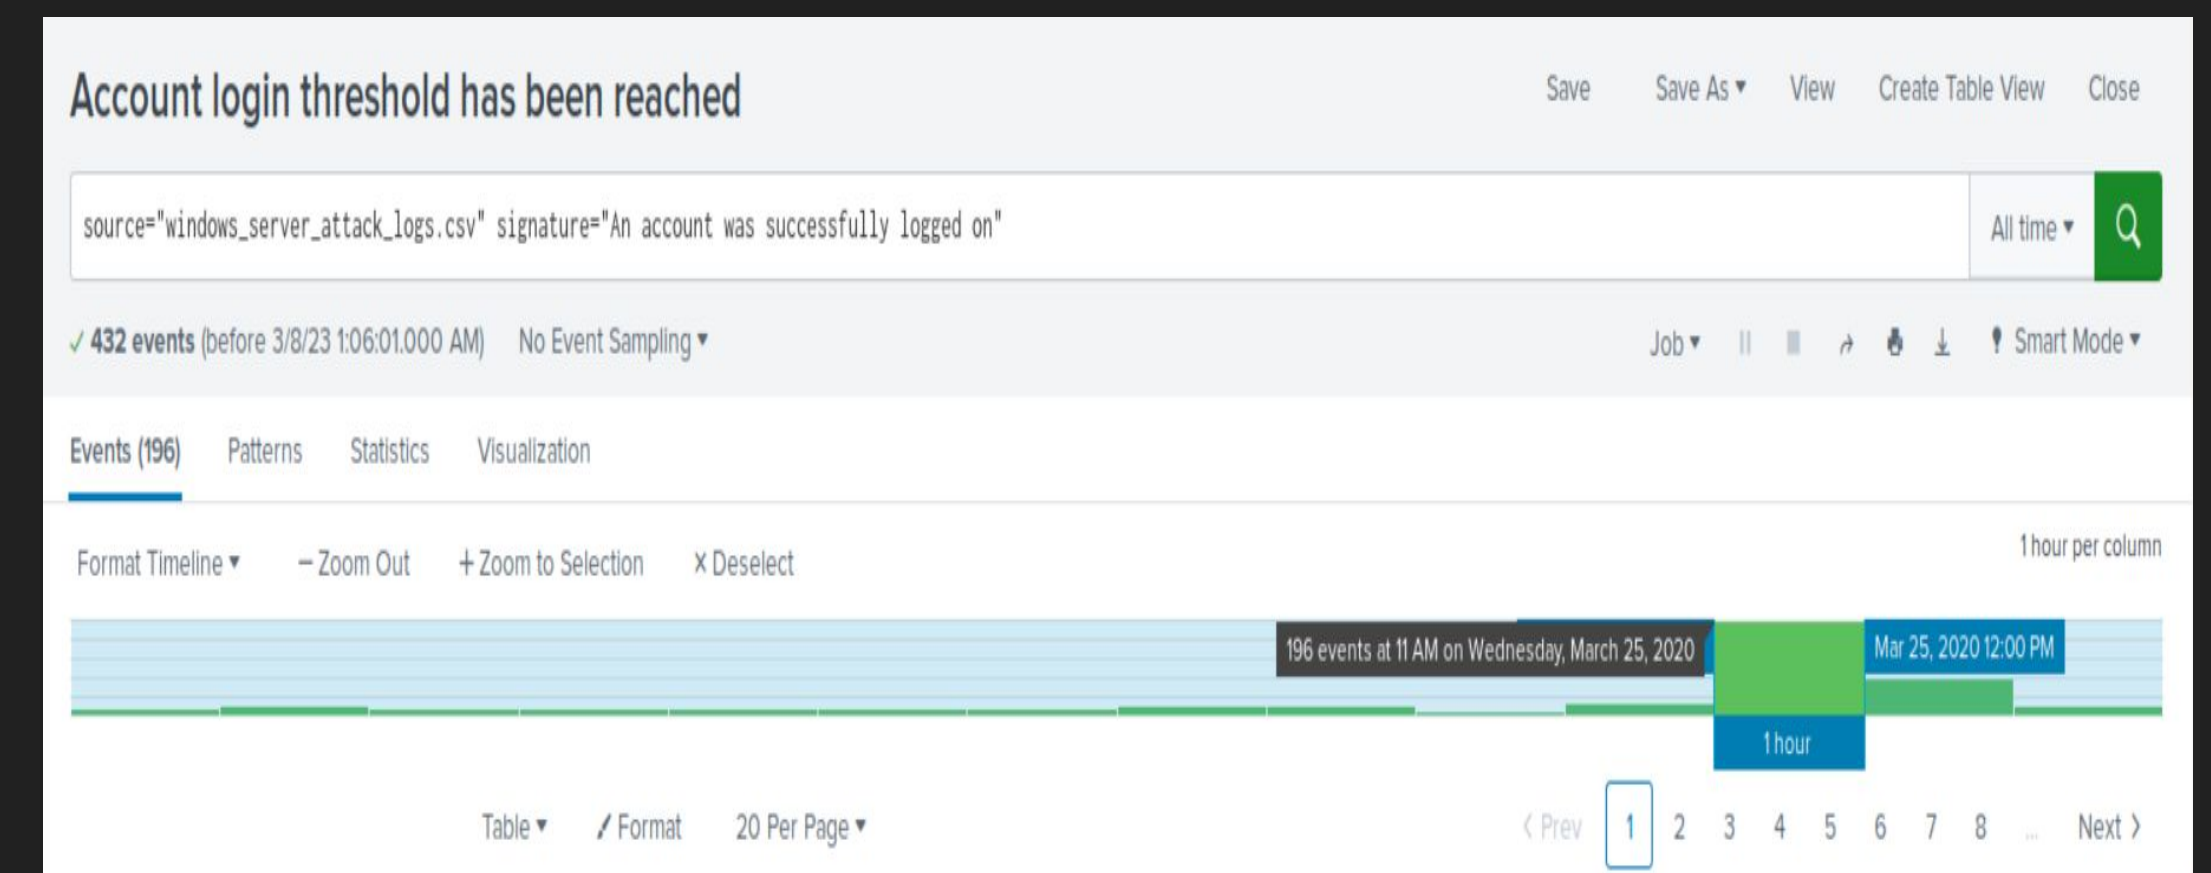 Account login threshold has been reached
Save Save As ▾ View Create Table View Close
source="windows_server_attack_logs.csv" signature="An account was successfully logged on"
All time ▾
✓ 432 events (before 3/8/23 1:06:01.000 AM) No Event Sampling ▾
Job ▾ Smart Mode ▾
Events (196) Patterns Statistics Visualization
Format Timeline ▾ — Zoom Out + Zoom to Selection × Deselect
1 hour per column
196 events at 11 AM on Wednesday, March 25, 2020
Mar 25, 2020 12:00 PM
1 hour
Table ▾ Format 20 Per Page ▾
< Prev 1 2 3 4 5 6 7 8 ... Next >